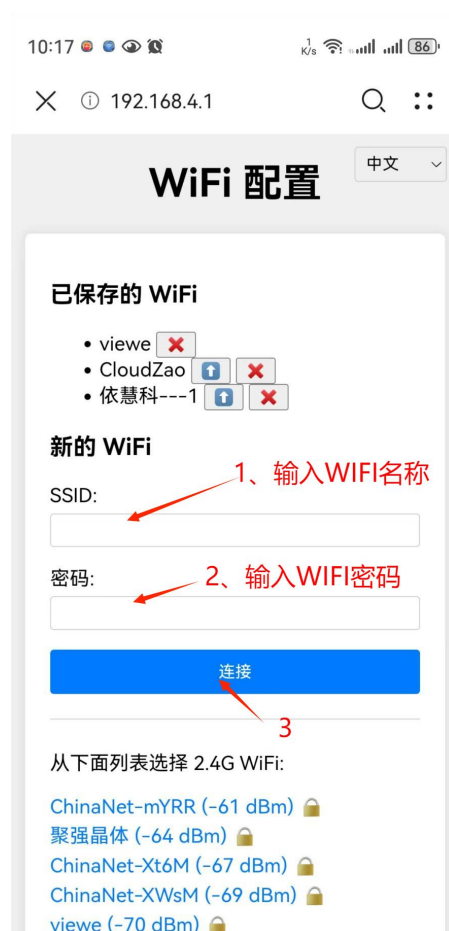 10:17
1
K/s
86
192.168.4.1
WiFi 配置
中文
已保存的 WiFi
• viewe
• CloudZao
• 依慧科---1
新的 WiFi
1、输入WIFI名称
SSID:
2、输入WIFI密码
密码:
连接
3
从下面列表选择 2.4G WiFi:
ChinaNet-mYRR (-61 dBm)
聚强晶体 (-64 dBm)
ChinaNet-Xt6M (-67 dBm)
ChinaNet-XWsM (-69 dBm)
viewe (-70 dBm)